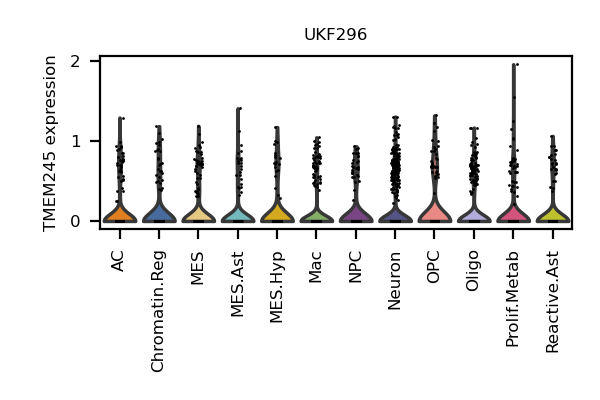 UKF296
TMEM245 expression
2
1
0
AC
Chromatin.Reg
MES
MES.Ast
MES.Hyp
Mac
NPC
Neuron
OPC
Oligo
Prolif.Metab
Reactive.Ast